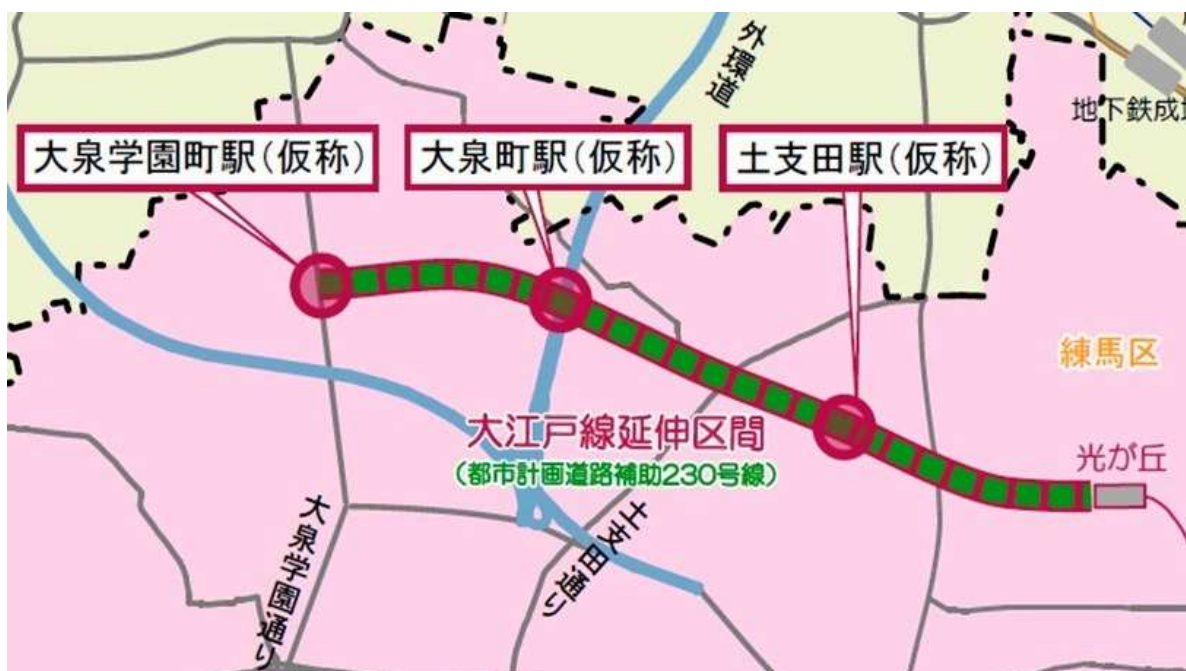 外環道
地下鉄成
大泉学園町駅(仮称)
大泉町駅(仮称)
土支田駅(仮称)
練馬区
大江戸線延伸区間
(都市計画道路補助230号線)
光が丘
大泉学園通り
土支田通り